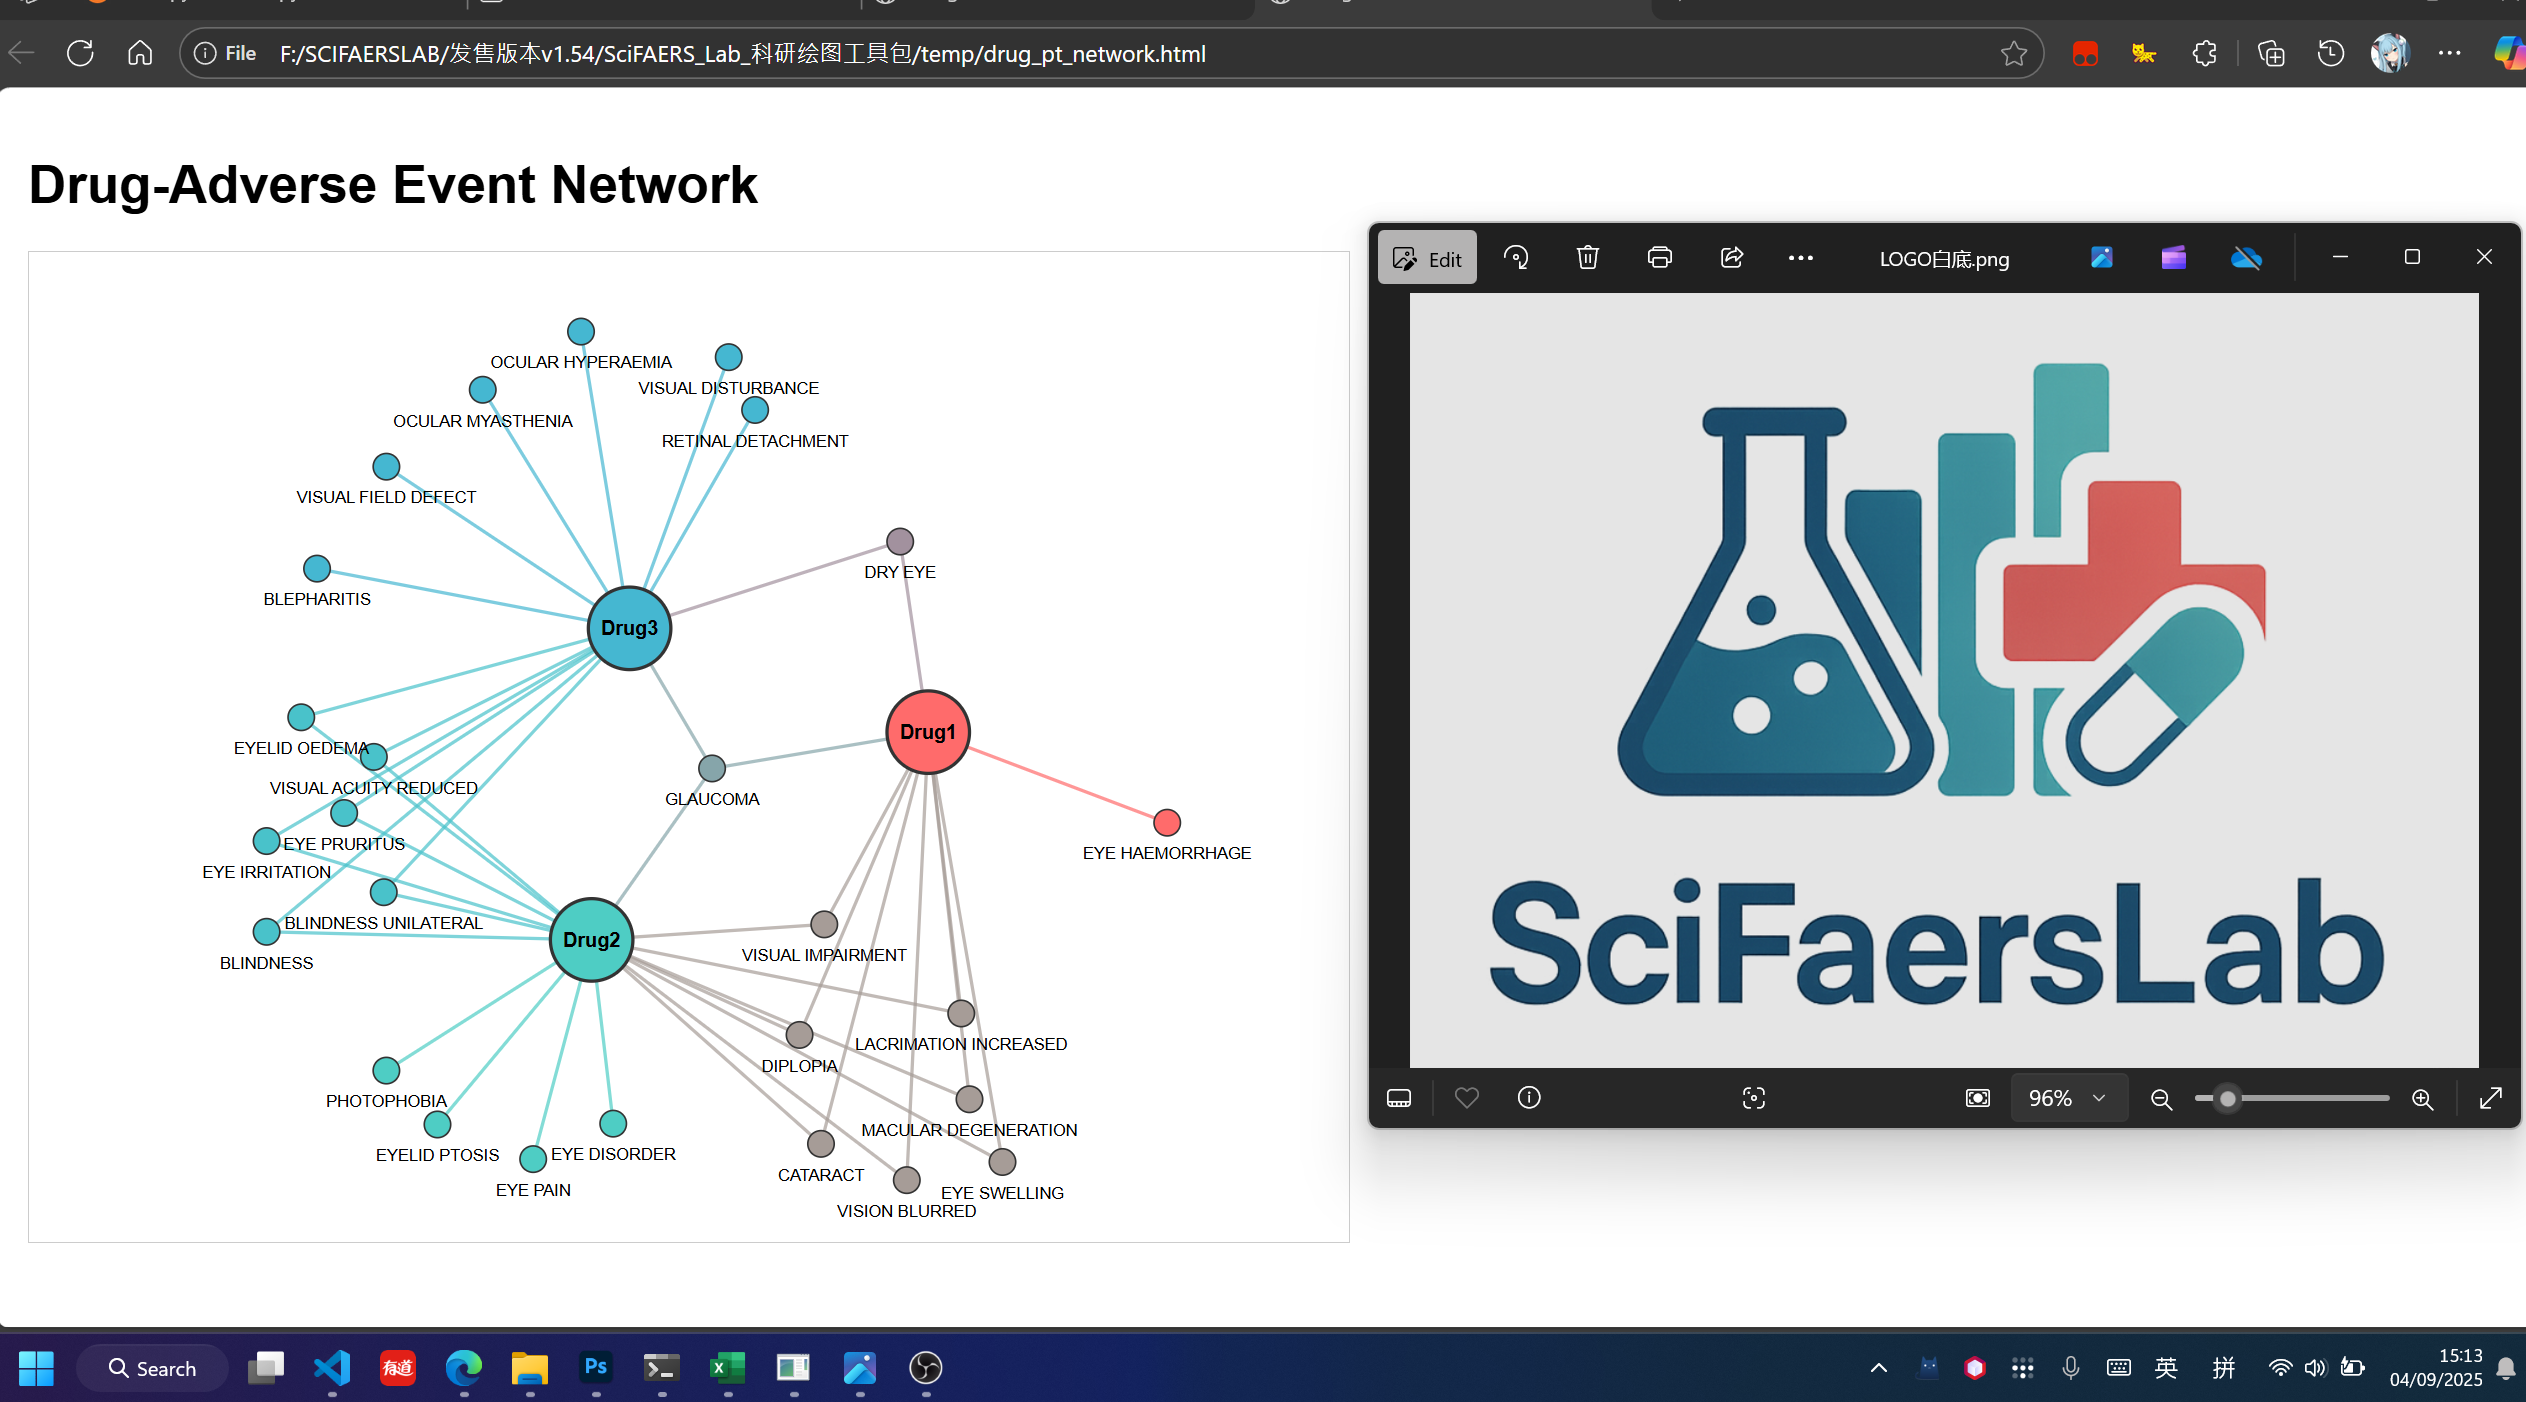 File F:/SCIFAERSLAB/发售版本v1.54/SciFAERS_Lab_科研绘图工具包/temp/drug_pt_network.html
Drug-Adverse Event Network
OCULAR HYPERAEMIA
VISUAL DISTURBANCE
OCULAR MYASTHENIA
RETINAL DETACHMENT
VISUAL FIELD DEFECT
DRY EYE
BLEPHARITIS
Drug3
Drug1
EYELID OEDEMA
VISUAL ACUITY REDUCED
GLAUCOMA
EYE PRURITUS
EYE HAEMORRHAGE
EYE IRRITATION
BLINDNESS UNILATERAL
Drug2
VISUAL IMPAIRMENT
BLINDNESS
LACRIMATION INCREASED
DIPLOPIA
PHOTOPHOBIA
MACULAR DEGENERATION
EYELID PTOSIS
EYE DISORDER
CATARACT
EYE PAIN
EYE SWELLING
VISION BLURRED
Edit
LOGO白底.png
SciFaersLab
96%
Search
有道
Ps
英
拼
15:13
04/09/2025